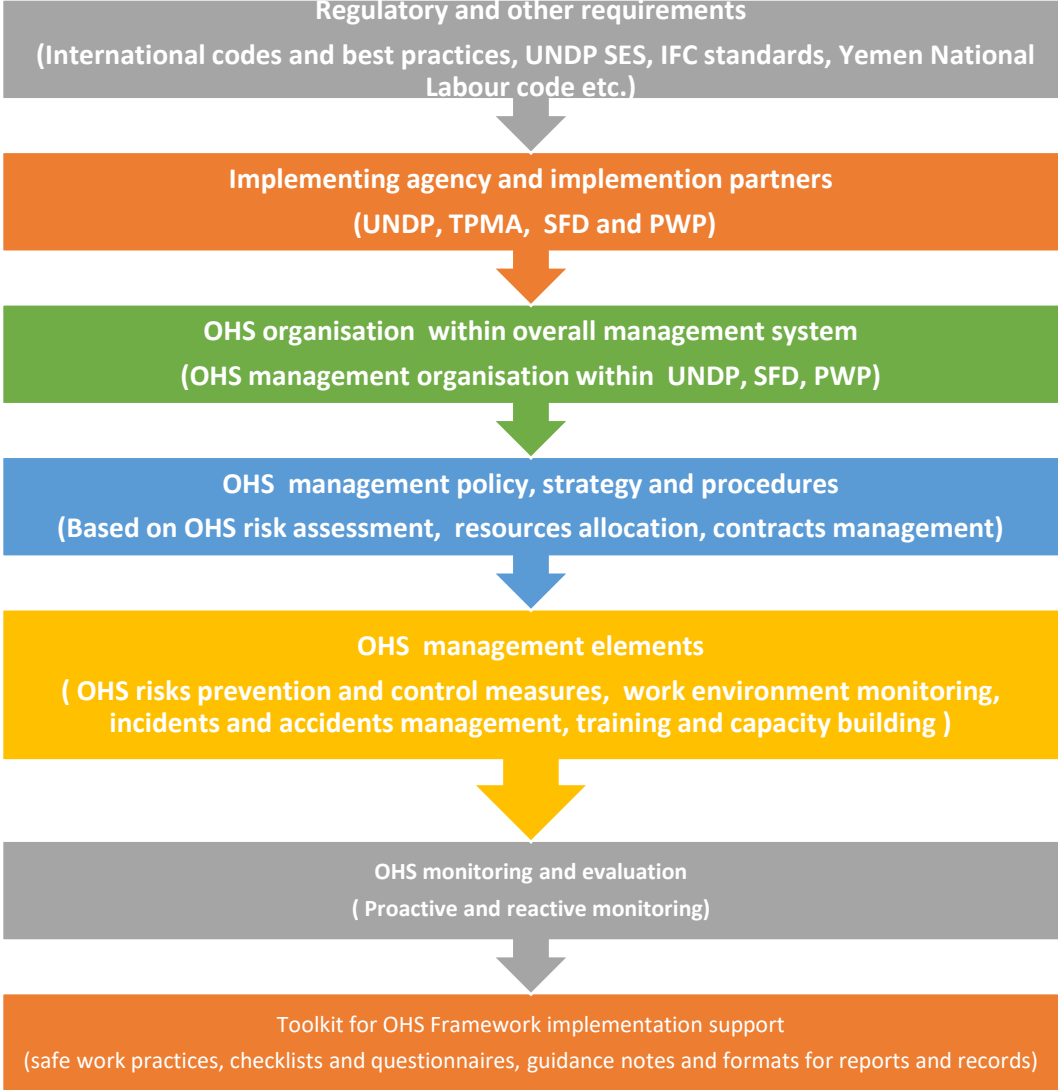 Regulatory and other requirements
(International codes and best practices, UNDP SES, IFC standards, Yemen National
Labour code etc.)
Implementing agency and implemention partners
(UNDP, TPMA, SFD and PWP)
OHS organisation within overall management system
(OHS management organisation within UNDP, SFD, PWP)
OHS management policy, strategy and procedures
(Based on OHS risk assessment, resources allocation, contracts management)
OHS management elements
( OHS risks prevention and control measures, work environment monitoring,
incidents and accidents management, training and capacity building )
OHS monitoring and evaluation
( Proactive and reactive monitoring)
Toolkit for OHS Framework implementation support
(safe work practices, checklists and questionnaires, guidance notes and formats for reports and records)